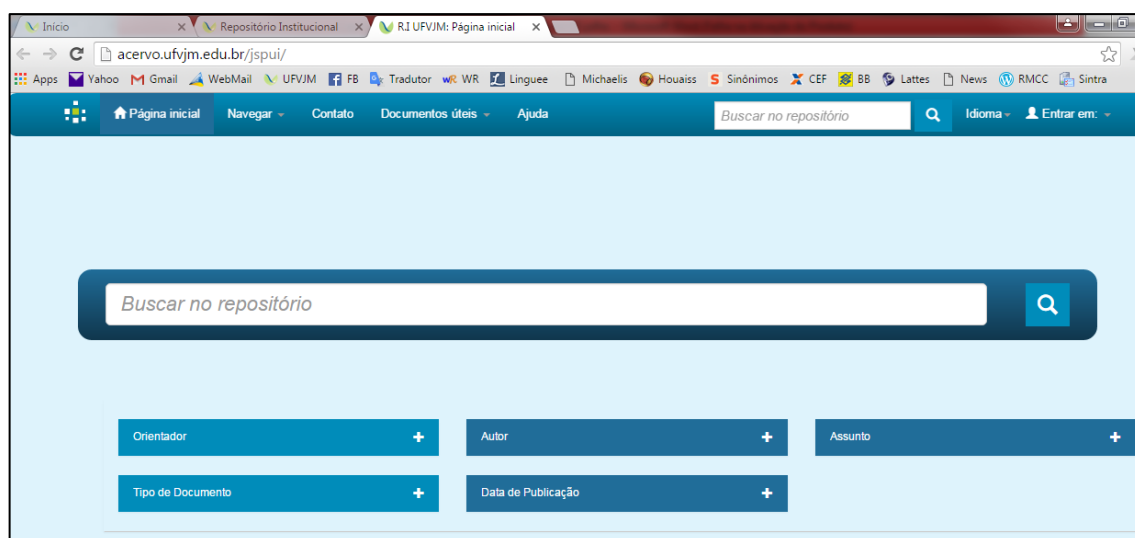 Início Repositório Institucional R.I UFVJM: Página inicial
acervo.ufvjm.edu.br/jspui/
Apps Yahoo Gmail WebMail UFVJM FB Tradutor WR Linguee Michaelis Houaiss Sinônimos CEF BB Lattes News RMCC Sintra
Página inicial Navegar Contato Documentos úteis Ajuda Buscar no repositório Idioma Entrar em:
Buscar no repositório
Orientador Autor Assunto
Tipo de Documento Data de Publicação